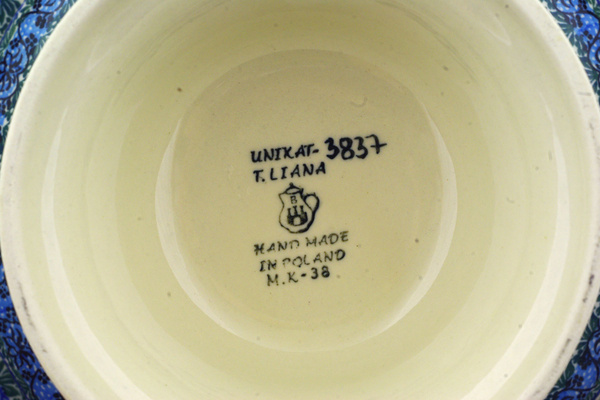 UNIKAT- 3837
T. LIANA
B
HAND MADE
IN POLAND
M.K-38